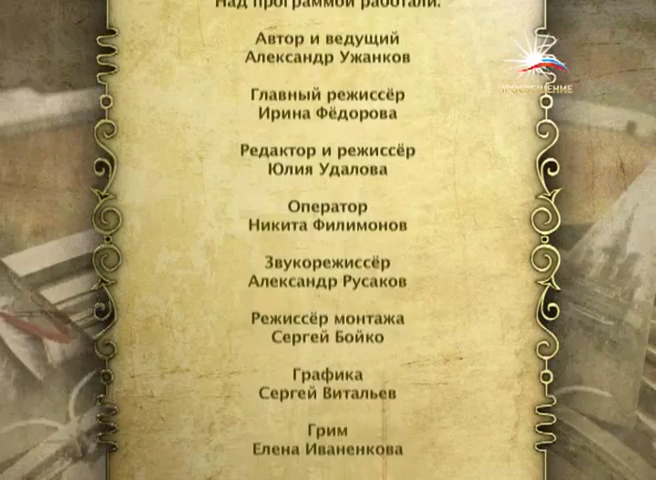 Над программой работали:
Автор и ведущий
Александр Ужанков
Главный режиссёр
Ирина Фёдорова
Редактор и режиссёр
Юлия Удалова
Оператор
Никита Филимонов
Звукорежиссёр
Александр Русаков
Режиссёр монтажа
Сергей Бойко
Графика
Сергей Витальев
Грим
Елена Иваненкова
ПРОСВЕЩЕНИЕ